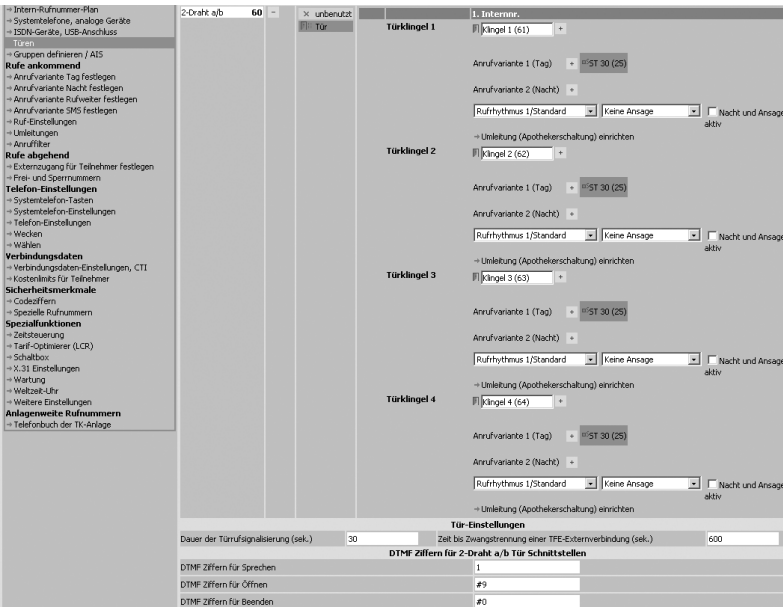 Intern-Rufnummer-Plan
Systemtelefone, analoge Geräte
ISDN-Geräte, USB-Anschluss
Türen
Gruppen definieren / AIS
Rufe ankommend
Anrufvariante Tag festlegen
Anrufvariante Nacht festlegen
Anrufvariante Rufweiter festlegen
Anrufvariante SMS festlegen
Ruf-Einstellungen
Umleitungen
Anruffilter
Rufe abgehend
Externzugang für Teilnehmer festlegen
Frei- und Sperrnummern
Telefon-Einstellungen
Systemtelefon-Tasten
Systemtelefon-Einstellungen
Telefon-Einstellungen
Wecken
Wählen
Verbindungsdaten
Verbindungsdaten-Einstellungen, CTI
Kostenlimits für Teilnehmer
Sicherheitsmerkmale
Codeziffern
Spezielle Rufnummern
Spezialfunktionen
Zeitsteuerung
Tarif-Optimierer (LCR)
Schaltbox
X.31 Einstellungen
Wartung
Weltzeit-Uhr
Weitere Einstellungen
Anlagenweite Rufnummern
Telefonbuch der TK-Anlage
2-Draht a/b 60 -
× unbenutzt
Tür
1. Internnr.
Türklingel 1 Klingel 1 (61) +
Anrufvariante 1 (Tag) + ST 30 (25)
Anrufvariante 2 (Nacht) +
Rufrhythmus 1/Standard Keine Ansage Nacht und Ansage
aktiv
Umleitung (Apothekerschaltung) einrichten
Türklingel 2 Klingel 2 (62) +
Anrufvariante 1 (Tag) + ST 30 (25)
Anrufvariante 2 (Nacht) +
Rufrhythmus 1/Standard Keine Ansage Nacht und Ansage
aktiv
Umleitung (Apothekerschaltung) einrichten
Türklingel 3 Klingel 3 (63) +
Anrufvariante 1 (Tag) + ST 30 (25)
Anrufvariante 2 (Nacht) +
Rufrhythmus 1/Standard Keine Ansage Nacht und Ansage
aktiv
Umleitung (Apothekerschaltung) einrichten
Türklingel 4 Klingel 4 (64) +
Anrufvariante 1 (Tag) + ST 30 (25)
Anrufvariante 2 (Nacht) +
Rufrhythmus 1/Standard Keine Ansage Nacht und Ansage
aktiv
Umleitung (Apothekerschaltung) einrichten
Tür-Einstellungen
Dauer der Türrufsignalisierung (sek.) 30 Zeit bis Zwangstrennung einer TFE-Externverbindung (sek.) 600
DTMF Ziffern für 2-Draht a/b Tür Schnittstellen
DTMF Ziffern für Sprechen 1
DTMF Ziffern für Öffnen #9
DTMF Ziffern für Beenden #0